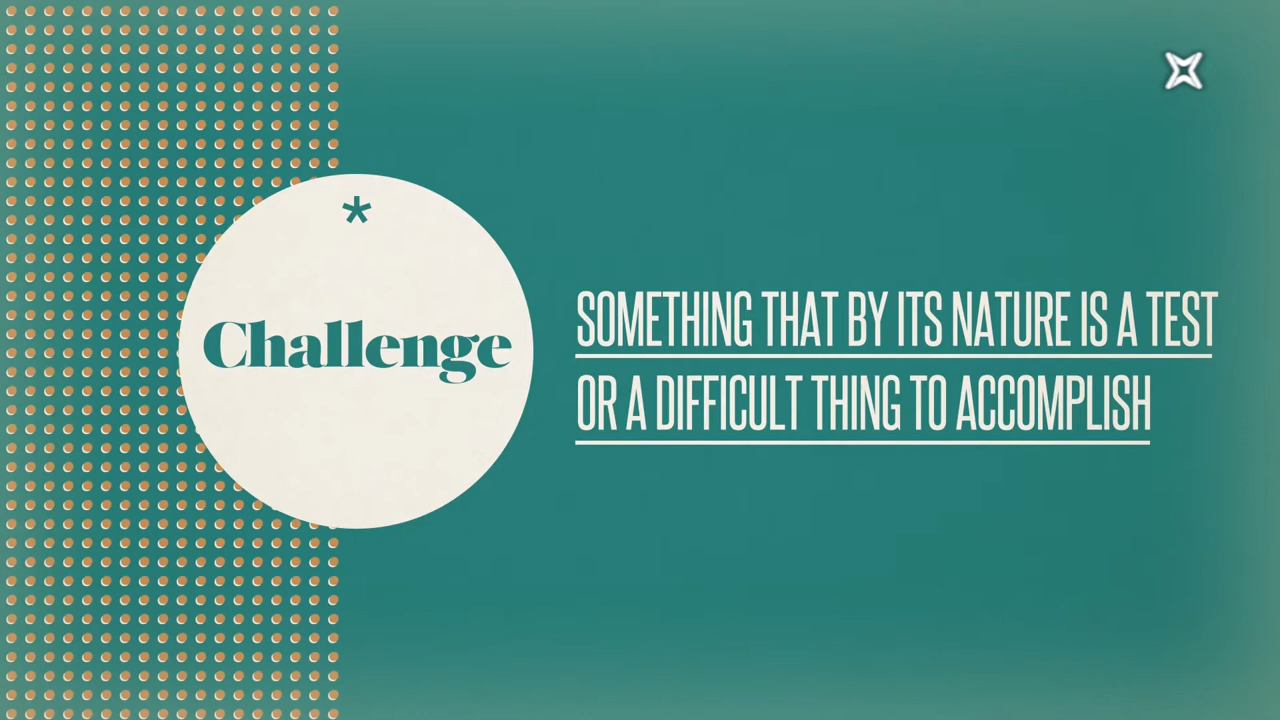 *
Challenge
SOMETHING THAT BY ITS NATURE IS A TEST
OR A DIFFICULT THING TO ACCOMPLISH